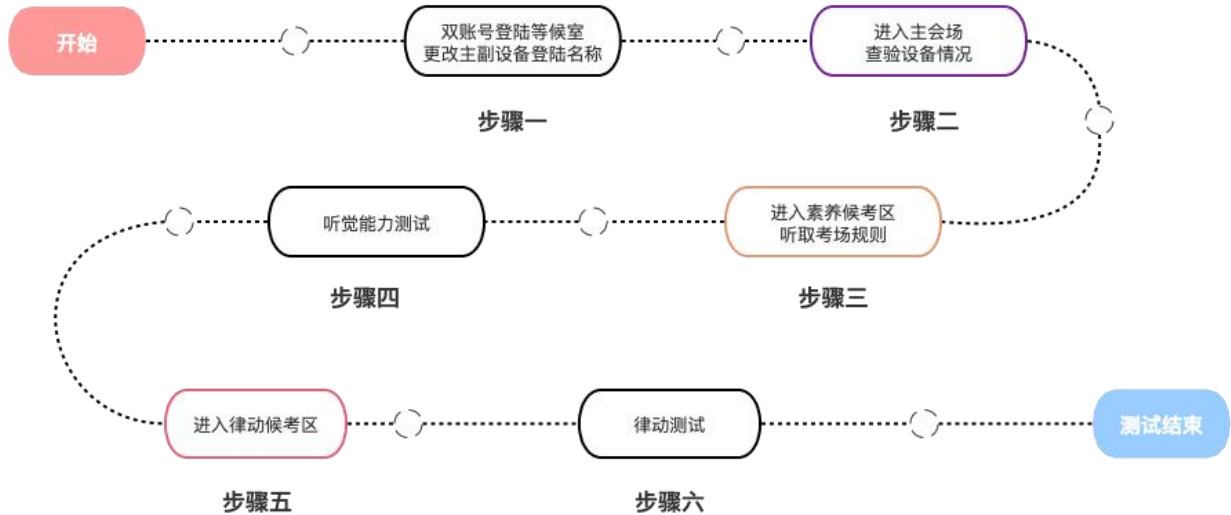 开始
双账号登陆等候室
更改主副设备登陆名称
步骤一
进入主会场
查验设备情况
步骤二
进入素养候考区
听取考场规则
步骤三
听觉能力测试
步骤四
进入律动候考区
步骤五
律动测试
步骤六
测试结束